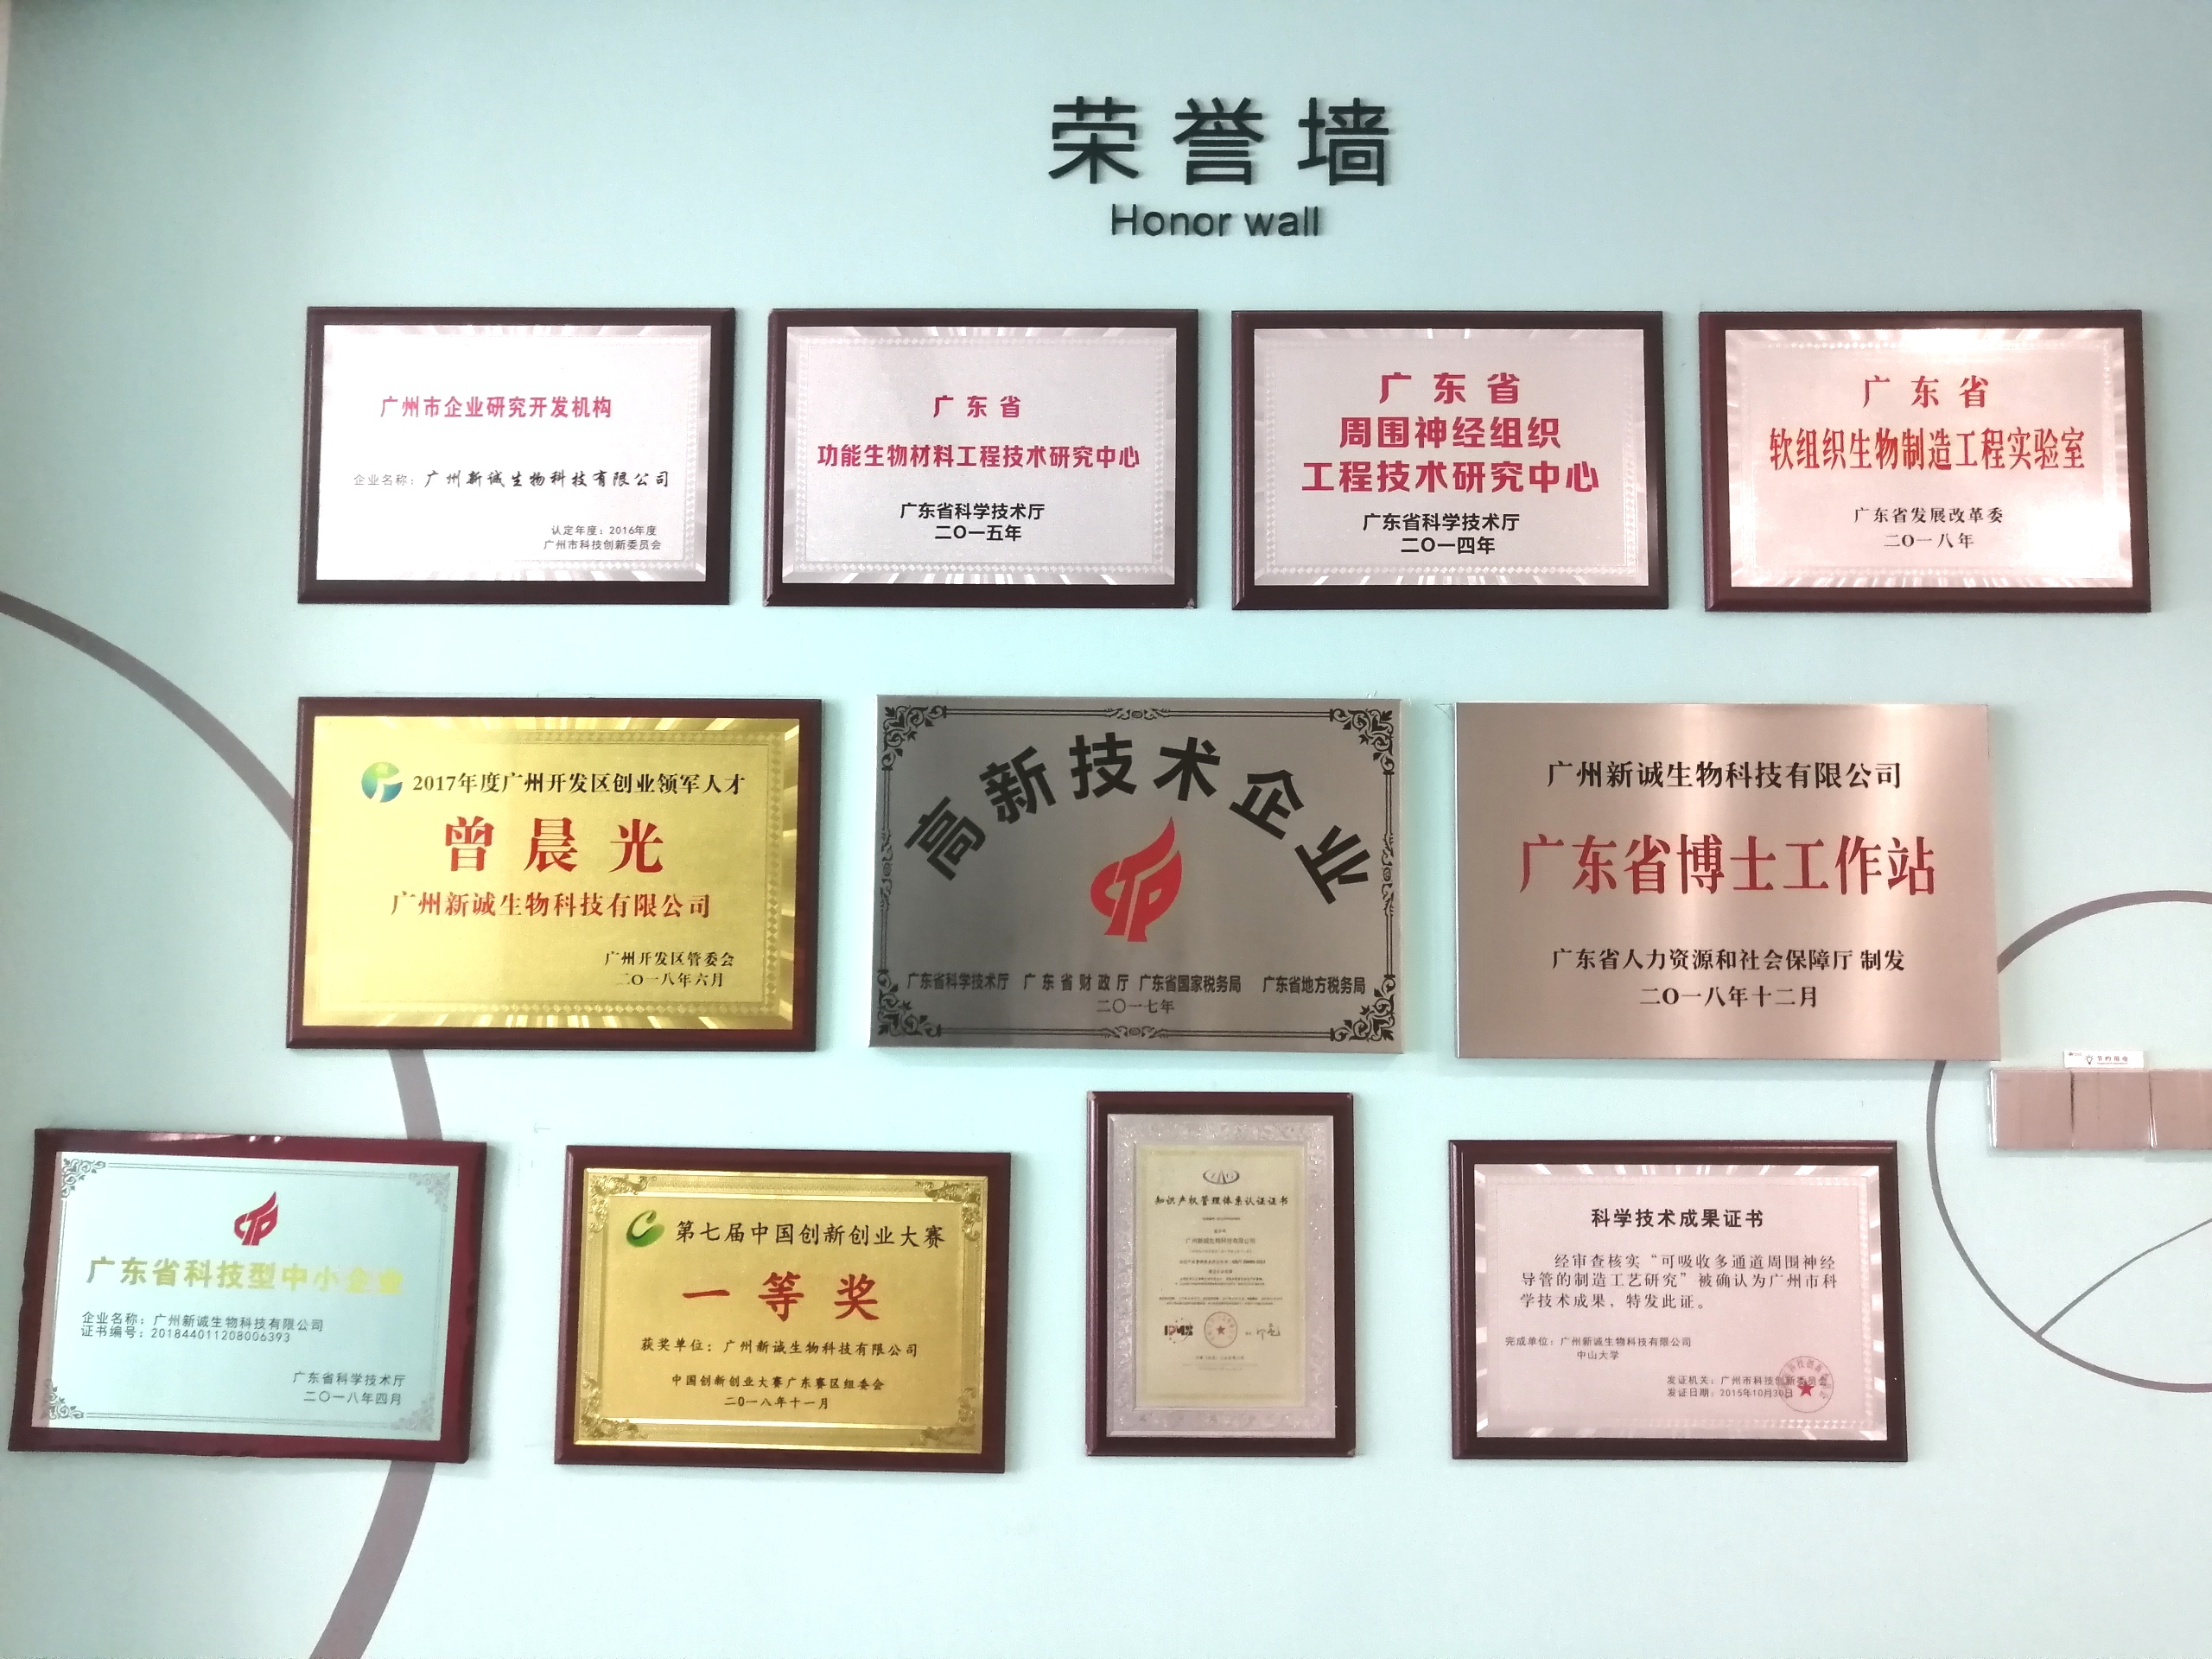 荣誉墙
Honor wall
广州市企业研究开发机构
企业名称：广州新诚生物科技有限公司
认定年度：2016年度
广州市科技创新委员会
广东省
功能生物材料工程技术研究中心
广东省科学技术厅
二〇一五年
广东省
周围神经组织
工程技术研究中心
广东省科学技术厅
二〇一四年
广东省
软组织生物制造工程实验室
广东省发展改革委
二〇一八年
2017年度广州开发区创业领军人才
曾晨光
广州新诚生物科技有限公司
广州开发区管委会
二〇一八年六月
高新技术企业
广东省科学技术厅 广东省财政厅 广东省国家税务局 广东省地方税务局
二〇一七年
广州新诚生物科技有限公司
广东省博士工作站
广东省人力资源和社会保障厅 制发
二〇一八年十二月
节约用电
广东省科技型中小企业
企业名称：广州新诚生物科技有限公司
证书编号：201844011208006393
广东省科学技术厅
二〇一八年四月
第七届中国创新创业大赛
一等奖
获奖单位：广州新诚生物科技有限公司
中国创新创业大赛广东赛区组委会
二〇一八年十一月
知识产权管理体系认证证书
广州新诚生物科技有限公司
IPMS
科学技术成果证书
经审查核实“可吸收多通道周围神经
导管的制造工艺研究”被确认为广州市科
学技术成果，特发此证。
完成单位：广州新诚生物科技有限公司
中山大学
发证机关：广州市科技创新委员会
发证日期：2015年10月30日